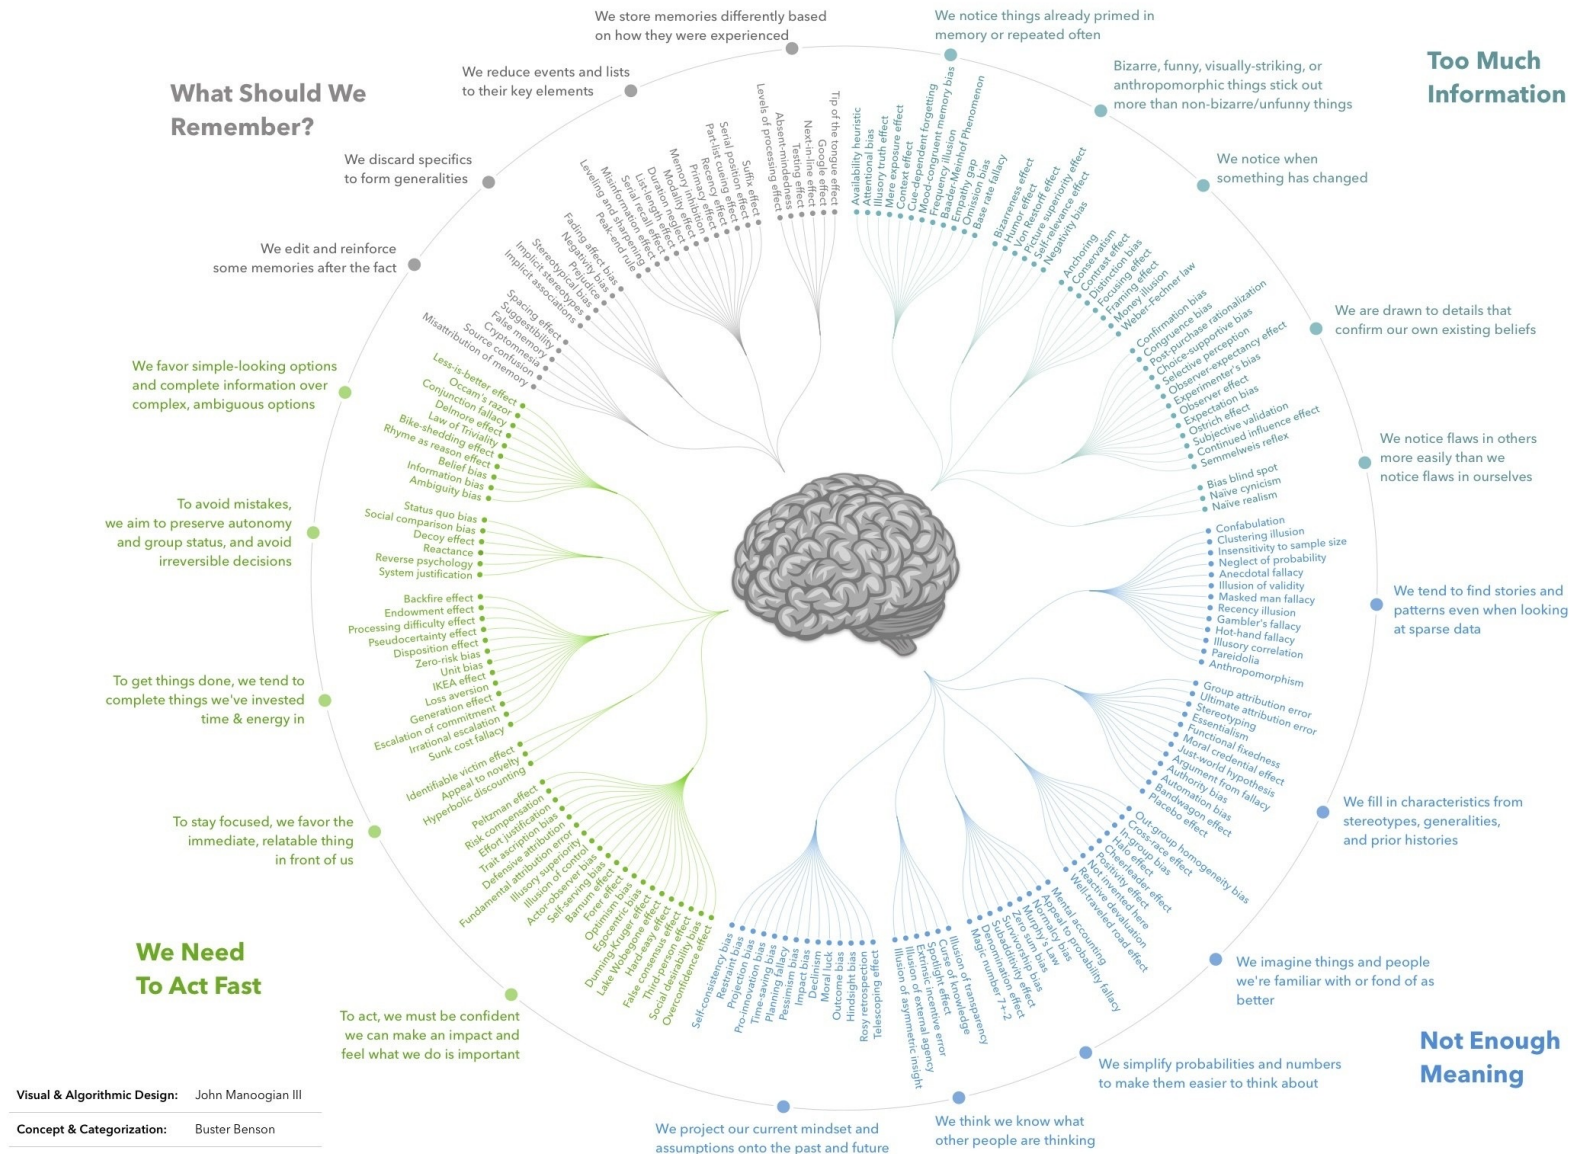 What Should We
Remember?
We store memories differently based
on how they were experienced
We reduce events and lists
to their key elements
We discard specifics
to form generalities
We edit and reinforce
some memories after the fact
Tip of the tongue effect
Google effect
Next-in-line effect
Testing effect
Absent-mindedness
Levels of processing effect
Suffix effect
Serial position effect
Part-list cueing effect
Recency effect
Primacy effect
Memory inhibition
Modality effect
Duration neglect
List-length effect
Serial recall effect
Misinformation effect
Leveling and sharpening
Peak-end rule
Fading affect bias
Negativity bias
Prejudice
Stereotypical bias
Implicit stereotypes
Implicit associations
Spacing effect
Suggestibility
False memory
Cryptomnesia
Source confusion
Misattribution of memory
Too Much
Information
We notice things already primed in
memory or repeated often
Bizarre, funny, visually-striking, or
anthropomorphic things stick out
more than non-bizarre/unfunny things
We notice when
something has changed
We are drawn to details that
confirm our own existing beliefs
We notice flaws in others
more easily than we
notice flaws in ourselves
Availability heuristic
Attentional bias
Illusory truth effect
Mere exposure effect
Context effect
Cue-dependent forgetting
Mood-congruent memory bias
Frequency illusion
Baader-Meinhof Phenomenon
Empathy gap
Omission bias
Base rate fallacy
Bizarreness effect
Humor effect
Von Restorff effect
Picture superiority effect
Self-relevance effect
Negativity bias
Anchoring
Conservatism
Contrast effect
Distinction bias
Focusing effect
Framing effect
Money illusion
Weber-Fechner law
Confirmation bias
Congruence bias
Post-purchase rationalization
Choice-supportive bias
Selective perception
Observer-expectancy effect
Experimenter's bias
Observer effect
Expectation bias
Ostrich effect
Subjective validation
Continued influence effect
Semmelweis reflex
Bias blind spot
Naïve cynicism
Naïve realism
We tend to find stories and
patterns even when looking
at sparse data
We fill in characteristics from
stereotypes, generalities,
and prior histories
We imagine things and people
we're familiar with or fond of as
better
Not Enough
Meaning
We simplify probabilities and numbers
to make them easier to think about
We think we know what
other people are thinking
We project our current mindset and
assumptions onto the past and future
Confabulation
Clustering illusion
Insensitivity to sample size
Neglect of probability
Anecdotal fallacy
Illusion of validity
Masked man fallacy
Recency illusion
Gambler's fallacy
Hot-hand fallacy
Illusory correlation
Pareidolia
Anthropomorphism
Group attribution error
Ultimate attribution error
Stereotyping
Essentialism
Functional fixedness
Moral credential effect
Just-world hypothesis
Argument from fallacy
Authority bias
Automation bias
Bandwagon effect
Placebo effect
Out-group homogeneity bias
Cross-race effect
In-group bias
Halo effect
Cheerleader effect
Positivity effect
Not invented here
Reactive devaluation
Well-traveled road effect
Mental accounting
Appeal to probability fallacy
Normalcy bias
Murphy's Law
Zero sum bias
Survivorship bias
Subadditivity effect
Denomination effect
Magic number 7+-2
Illusion of transparency
Curse of knowledge
Spotlight effect
Extrinsic incentive error
Illusion of external agency
Illusion of asymmetric insight
Telescoping effect
Rosy retrospection
Hindsight bias
Outcome bias
Moral luck
Declinism
Impact bias
Pessimism bias
Planning fallacy
Time-saving bias
Pro-innovation bias
Projection bias
Restraint bias
Self-consistency bias
We favor simple-looking options
and complete information over
complex, ambiguous options
To avoid mistakes,
we aim to preserve autonomy
and group status, and avoid
irreversible decisions
To get things done, we tend to
complete things we've invested
time & energy in
To stay focused, we favor the
immediate, relatable thing
in front of us
We Need
To Act Fast
To act, we must be confident
we can make an impact and
feel what we do is important
Less-is-better effect
Occam's razor
Conjunction fallacy
Delmore effect
Law of Triviality
Bike-shedding effect
Rhyme as reason effect
Belief bias
Information bias
Ambiguity bias
Status quo bias
Social comparison bias
Decoy effect
Reactance
Reverse psychology
System justification
Backfire effect
Endowment effect
Processing difficulty effect
Pseudocertainty effect
Disposition effect
Zero-risk bias
Unit bias
IKEA effect
Loss aversion
Generation effect
Escalation of commitment
Irrational escalation
Sunk cost fallacy
Identifiable victim effect
Appeal to novelty
Hyperbolic discounting
Peltzman effect
Risk compensation
Effort justification
Trait ascription bias
Defensive attribution
Fundamental attribution error
Illusory superiority
Illusion of control
Actor-observer bias
Self-serving bias
Barnum effect
Forer effect
Optimism bias
Egocentric bias
Dunning-Kruger effect
Lake Wobegone effect
Hard-easy effect
False consensus effect
Third-person effect
Social desirability bias
Overconfidence effect
Visual & Algorithmic Design: John Manoogian III
Concept & Categorization: Buster Benson